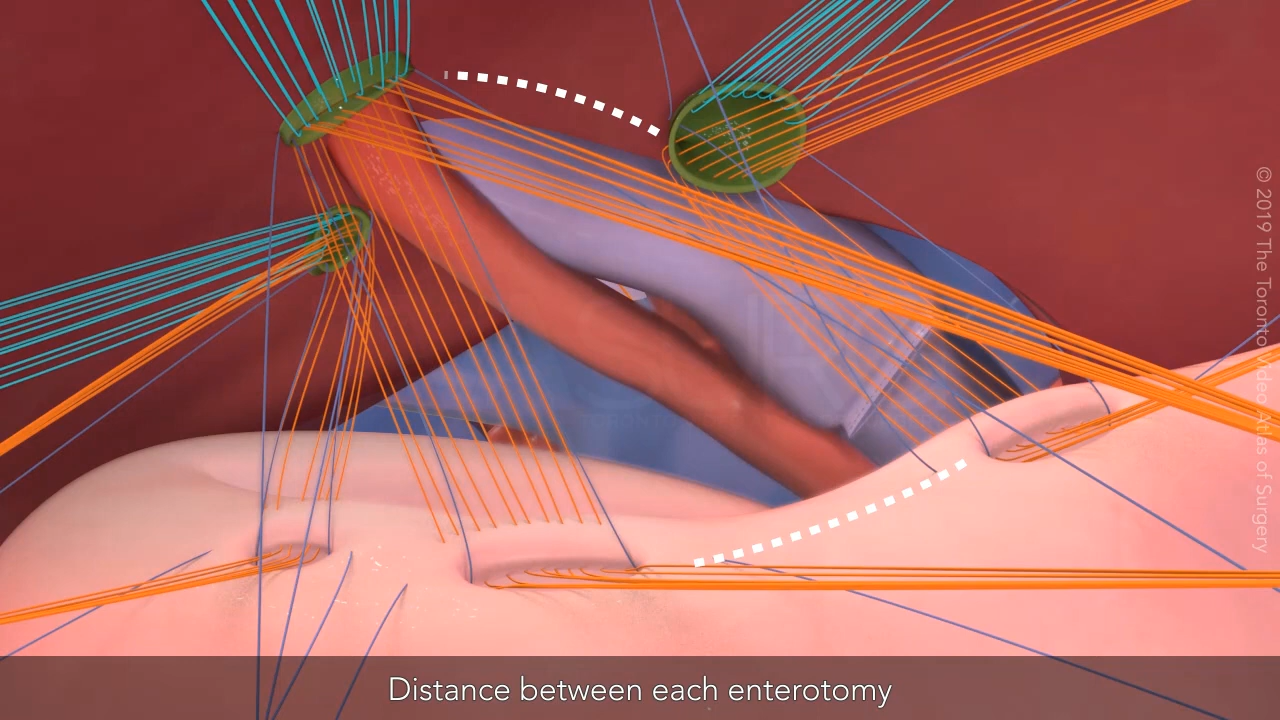 © 2019 The Toronto Video Atlas of Surgery
Distance between each enterotomy